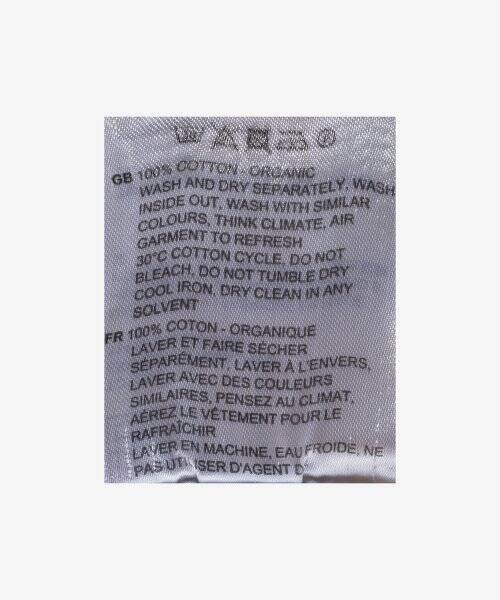 GB 100% COTTON - ORGANIC
WASH AND DRY SEPARATELY, WASH
INSIDE OUT, WASH WITH SIMILAR
COLOURS, THINK CLIMATE, AIR
GARMENT TO REFRESH
30°C COTTON CYCLE, DO NOT
BLEACH, DO NOT TUMBLE DRY
COOL IRON, DRY CLEAN IN ANY
SOLVENT
FR 100% COTON - ORGANIQUE
LAVER ET FAIRE SÉCHER
SÉPARÉMENT, LAVER À L'ENVERS,
LAVER AVEC DES COULEURS
SIMILAIRES, PENSEZ AU CLIMAT,
AÉREZ LE VÊTEMENT POUR LE
RAFRAÎCHIR
LAVER EN MACHINE, EAU FROIDE, NE
PAS UTILISER D'AGENT